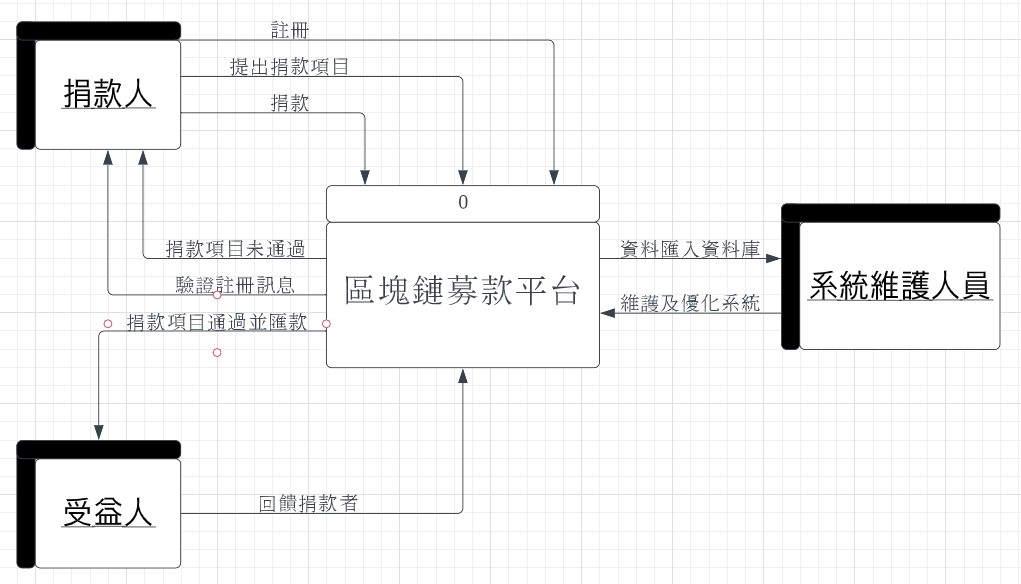 註冊
提出捐款項目
捐款人
捐款
0
捐款項目未通過
資料匯入資料庫
驗證註冊訊息
區塊鏈募款平台
系統維護人員
維護及優化系統
捐款項目通過並匯款
回饋捐款者
受益人